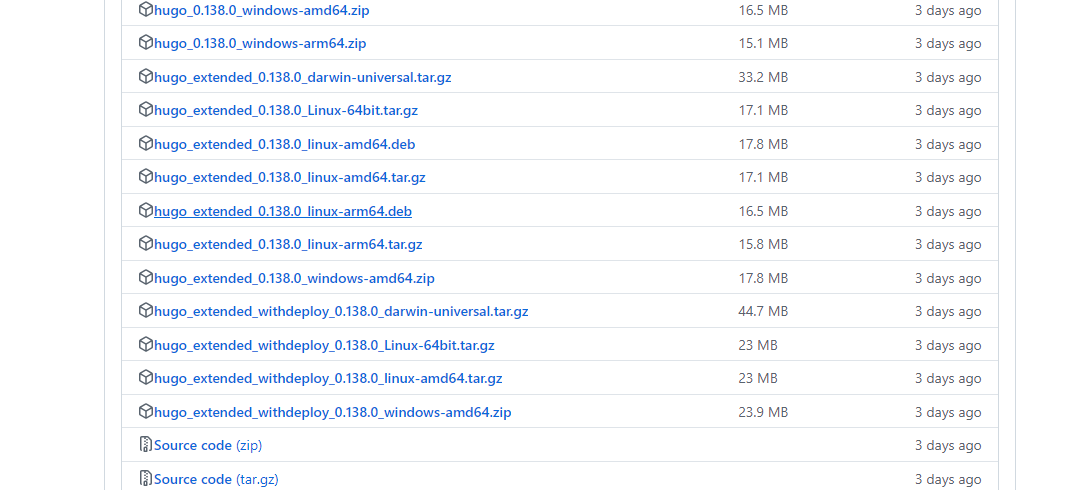 hugo_0.138.0_windows-amd64.zip 16.5 MB 3 days ago
hugo_0.138.0_windows-arm64.zip 15.1 MB 3 days ago
hugo_extended_0.138.0_darwin-universal.tar.gz 33.2 MB 3 days ago
hugo_extended_0.138.0_Linux-64bit.tar.gz 17.1 MB 3 days ago
hugo_extended_0.138.0_linux-amd64.deb 17.8 MB 3 days ago
hugo_extended_0.138.0_linux-amd64.tar.gz 17.1 MB 3 days ago
hugo_extended_0.138.0_linux-arm64.deb 16.5 MB 3 days ago
hugo_extended_0.138.0_linux-arm64.tar.gz 15.8 MB 3 days ago
hugo_extended_0.138.0_windows-amd64.zip 17.8 MB 3 days ago
hugo_extended_withdeploy_0.138.0_darwin-universal.tar.gz 44.7 MB 3 days ago
hugo_extended_withdeploy_0.138.0_Linux-64bit.tar.gz 23 MB 3 days ago
hugo_extended_withdeploy_0.138.0_linux-amd64.tar.gz 23 MB 3 days ago
hugo_extended_withdeploy_0.138.0_windows-amd64.zip 23.9 MB 3 days ago
Source code (zip) 3 days ago
Source code (tar.gz) 3 days ago